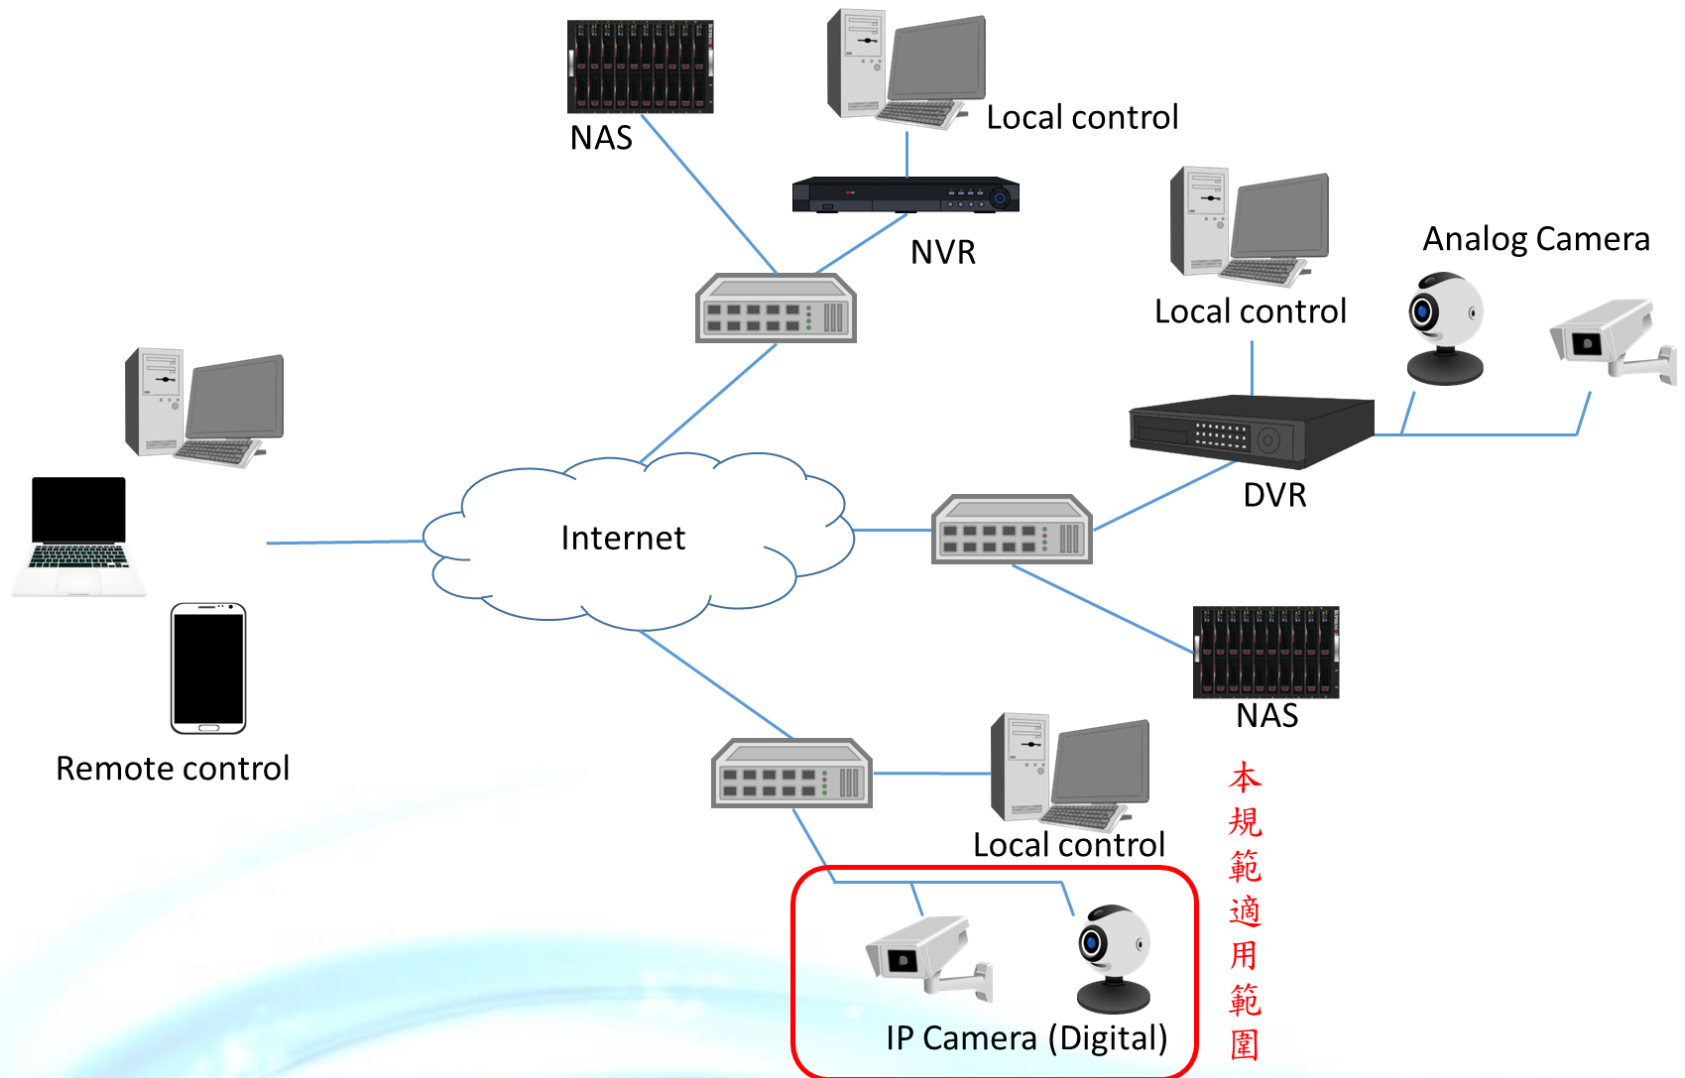 NAS
Local control
NVR
Local control
Analog Camera
DVR
Internet
NAS
Remote control
Local control
IP Camera (Digital)
本規範適用範圍